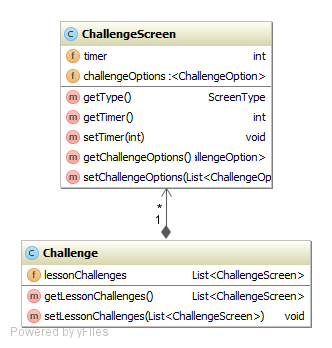 C ChallengeScreen
f timer int
f challengeOptions :<ChallengeOption>
m getType() ScreenType
m getTimer() int
m setTimer(int) void
m getChallengeOptions() allengeOption>
m setChallengeOptions(List<ChallengeOp
*
1
C Challenge
f lessonChallenges List<ChallengeScreen>
m getLessonChallenges() List<ChallengeScreen>
m setLessonChallenges(List<ChallengeScreen>) void
Powered by yFiles